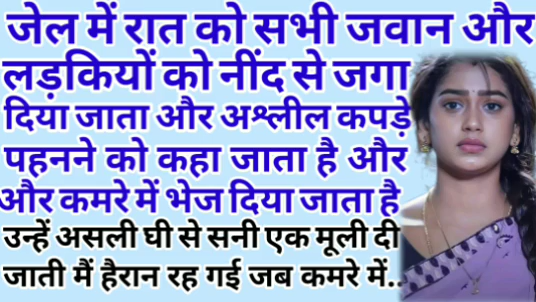 जेल में रात को सभी जवान और
लड़कियों को नींद से जगा
दिया जाता और अश्लील कपड़े
पहनने को कहा जाता है और
और कमरे में भेज दिया जाता है
उन्हें असली घी से सनी एक मूली दी
जाती मैं हैरान रह गई जब कमरे में..